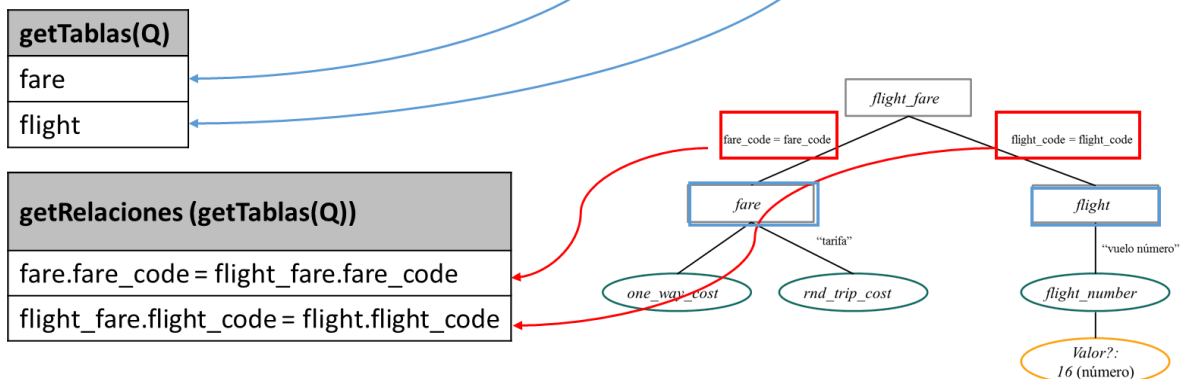 getTablas(Q)
fare
flight
getRelaciones (getTablas(Q))
fare.fare_code = flight_fare.fare_code
flight_fare.flight_code = flight.flight_code
flight_fare
fare_code = fare_code
flight_code = flight_code
fare
flight
“tarifa”
“vuelo número”
one_way_cost
rnd_trip_cost
flight_number
Valor?:
16 (número)